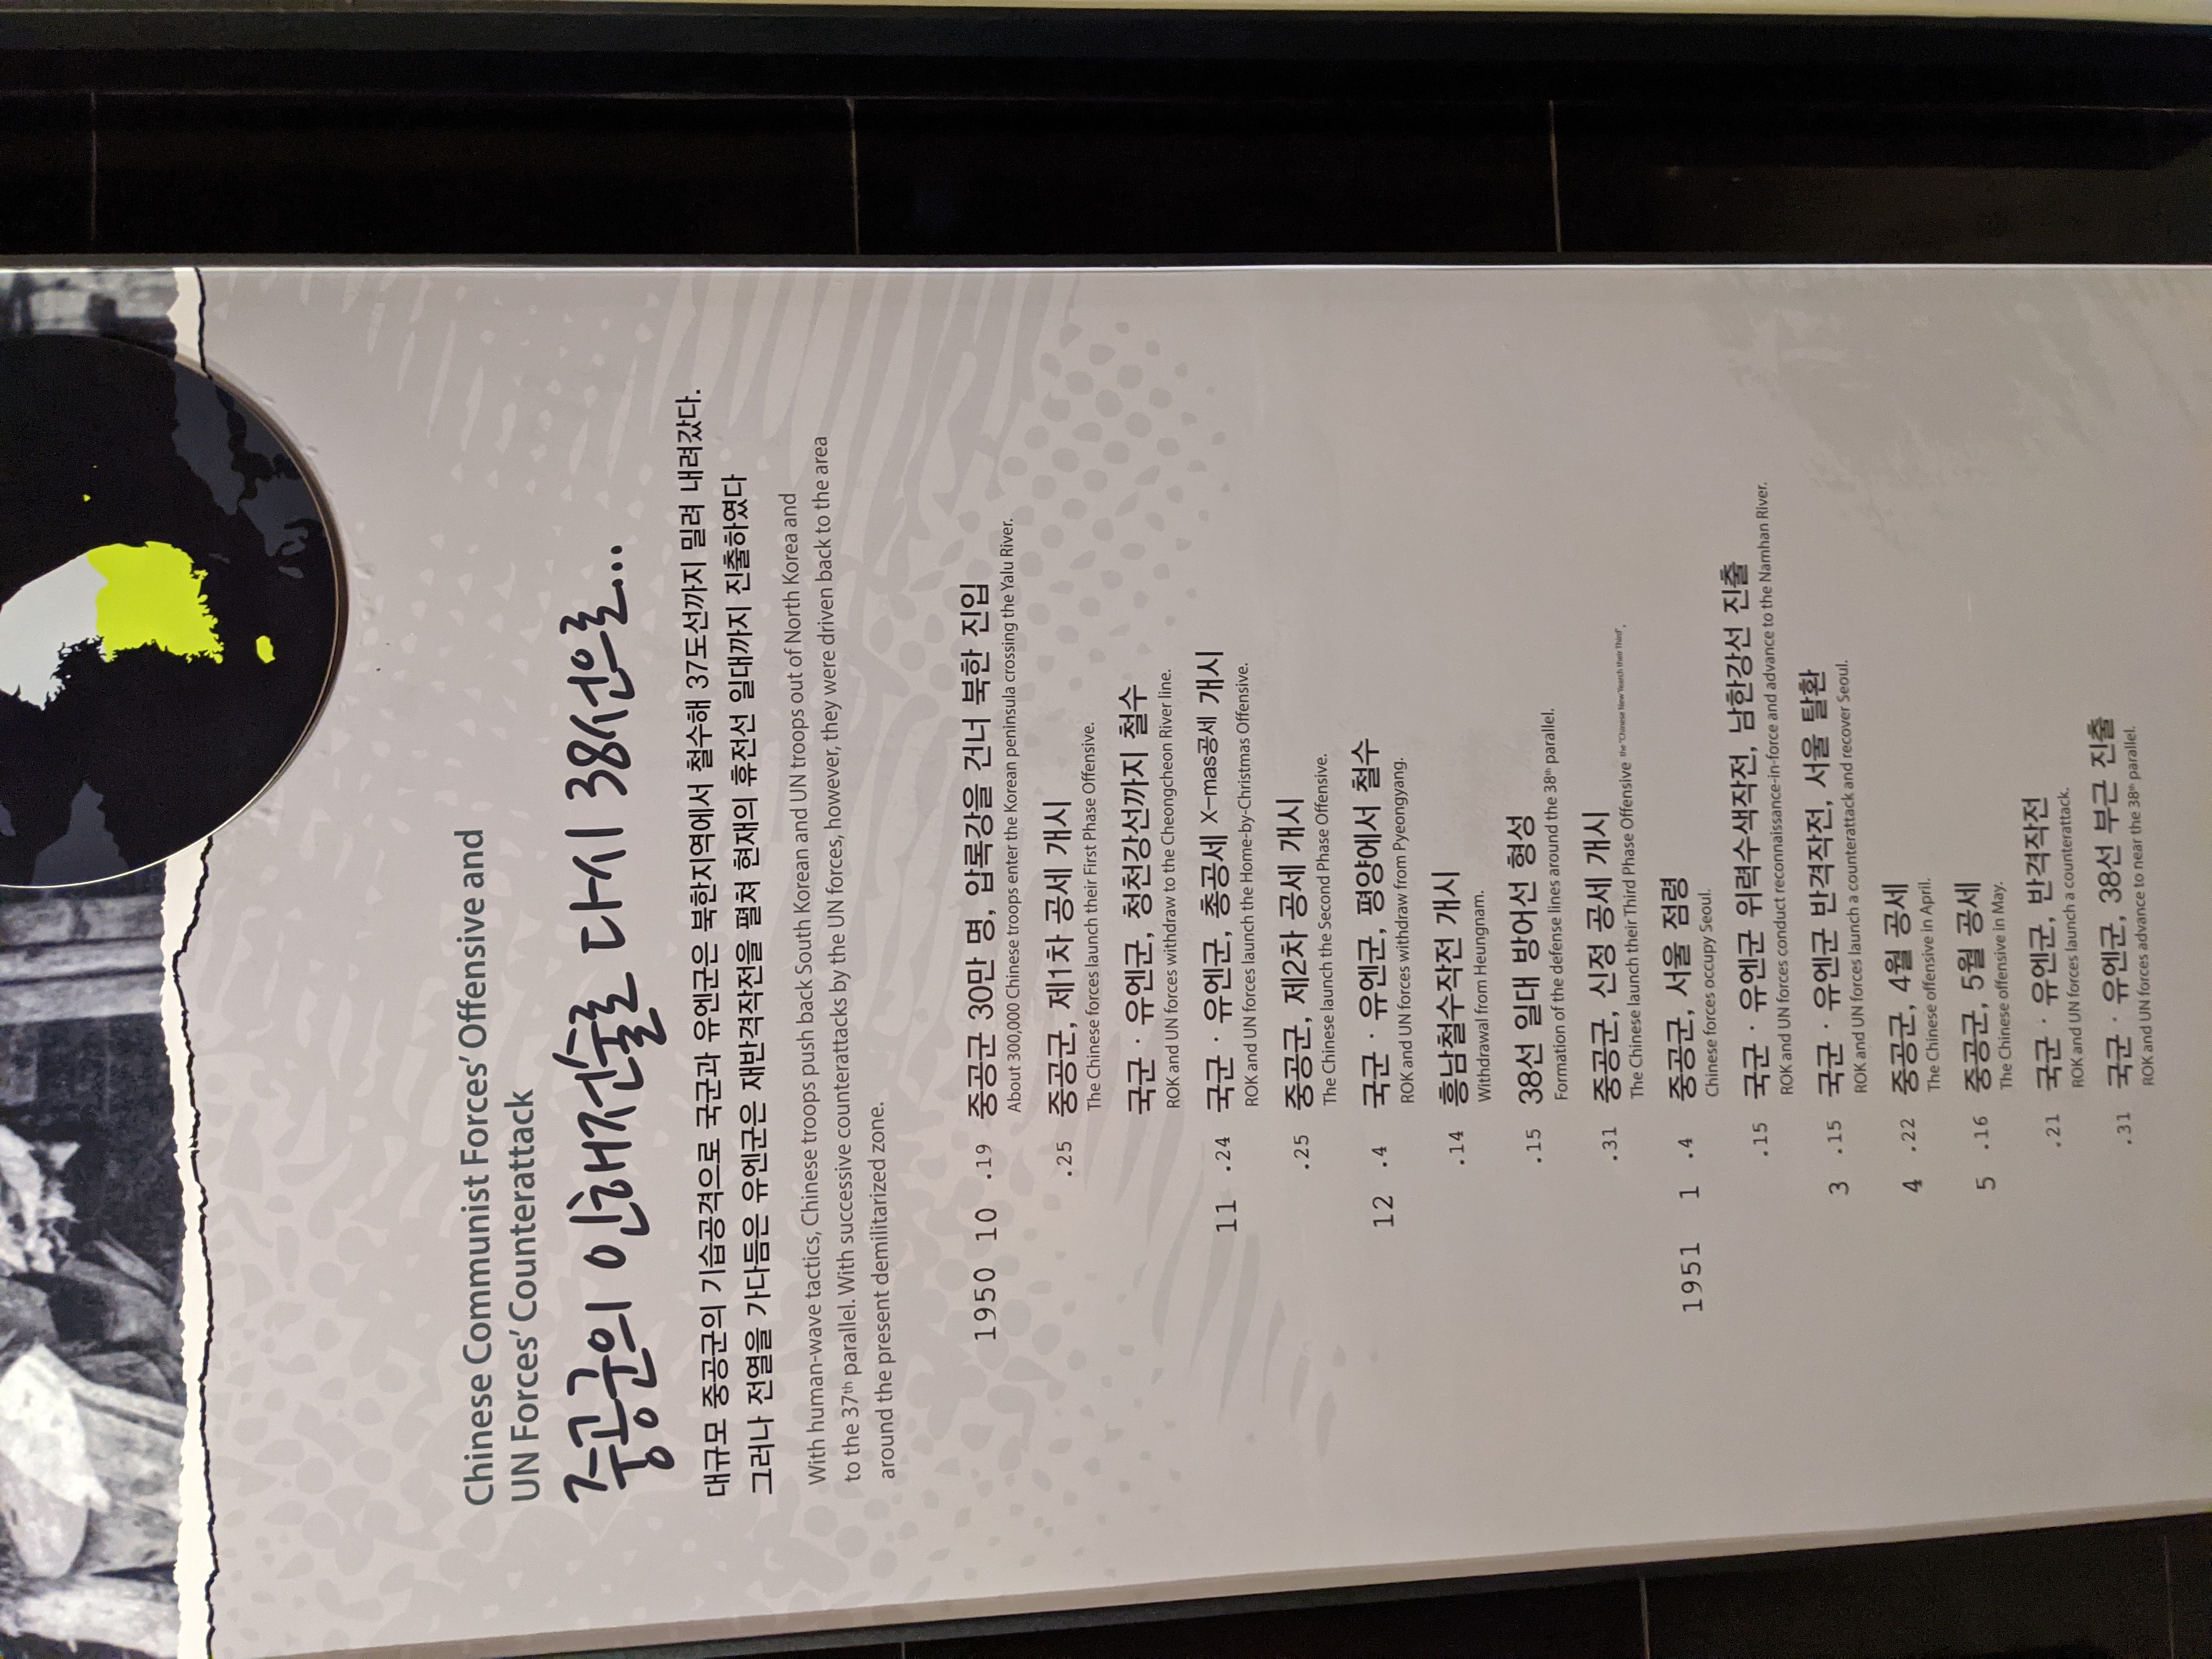 Chinese Communist Forces' Offensive and
UN Forces' Counterattack
중공군의 인해전술로 다시 38선으로...
대규모 중공군의 기습공격으로 국군과 유엔군은 북한지역에서 철수해 37도선까지 밀려 내려갔다.
그러나 전열을 가다듬은 유엔군은 재반격작전을 펼쳐 현재의 휴전선 일대까지 진출하였다
With human-wave tactics, Chinese troops push back South Korean and UN troops out of North Korea and
to the 37th parallel. With successive counterattacks by the UN forces, however, they were driven back to the area
around the present demilitarized zone.
1950 10 .19 중공군 30만 명, 압록강을 건너 북한 진입
About 300,000 Chinese troops enter the Korean peninsula crossing the Yalu River.
.25 중공군, 제1차 공세 개시
The Chinese forces launch their First Phase Offensive.
국군 · 유엔군, 청천강선까지 철수
ROK and UN forces withdraw to the Cheongcheon River line.
11 .24 국군 · 유엔군, 총공세 X-mas공세 개시
ROK and UN forces launch the Home-by-Christmas Offensive.
.25 중공군, 제2차 공세 개시
The Chinese launch the Second Phase Offensive.
12 .4 국군 · 유엔군, 평양에서 철수
ROK and UN forces withdraw from Pyeongyang.
.14 흥남철수작전 개시
Withdrawal from Heungnam.
.15 38선 일대 방어선 형성
Formation of the defense lines around the 38th parallel.
.31 중공군, 신정 공세 개시
The Chinese launch their Third Phase Offensive the "Chinese New Yearch their Third".
1951 1 .4 중공군, 서울 점령
Chinese forces occupy Seoul.
.15 국군 · 유엔군 위력수색작전, 남한강선 진출
ROK and UN forces conduct reconnaissance-in-force and advance to the Namhan River.
3 .15 국군 · 유엔군 반격작전, 서울 탈환
ROK and UN forces launch a counterattack and recover Seoul.
4 .22 중공군, 4월 공세
The Chinese offensive in April.
5 .16 중공군, 5월 공세
The Chinese offensive in May.
.21 국군 · 유엔군, 반격작전
ROK and UN forces launch a counterattack.
.31 국군 · 유엔군, 38선 부근 진출
ROK and UN forces advance to near the 38th parallel.